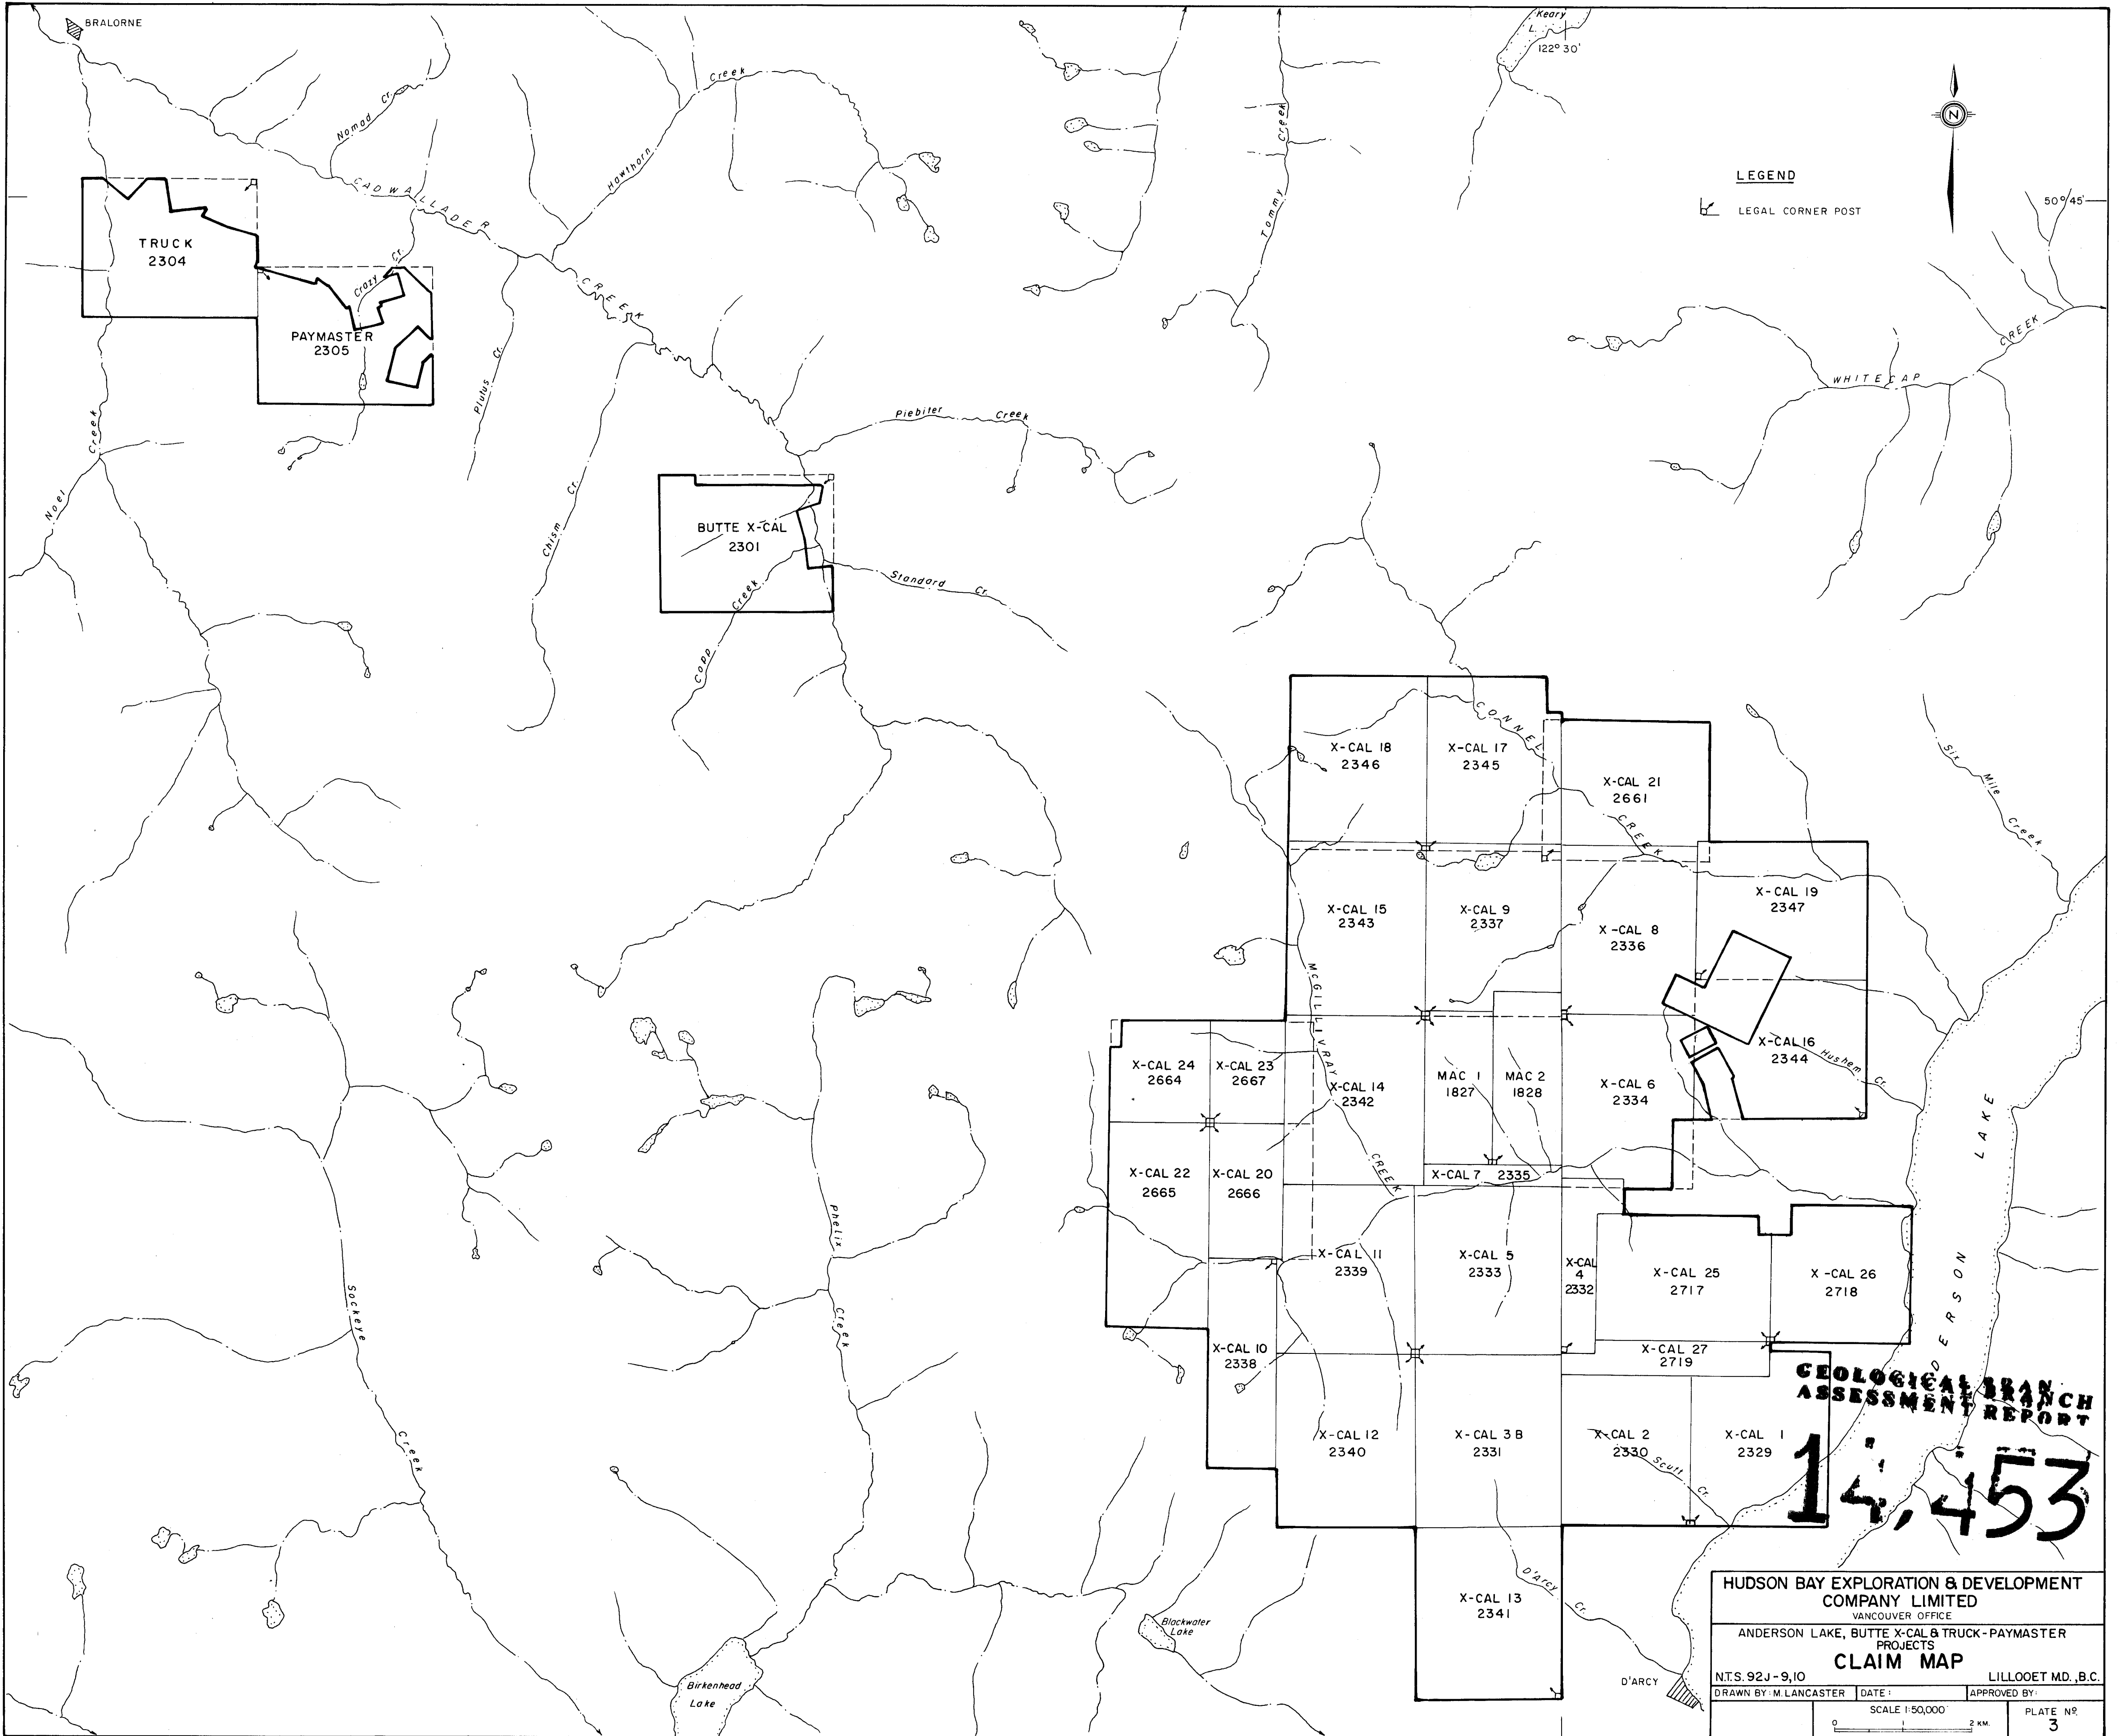 BRALORNE
Keary
L.
122° 30'
Nomad Cr.
Hawthorn Creek
Tommy Creek
CADWALLADER CREEK
LEGEND
LEGAL CORNER POST
N
50° 45'
TRUCK
2304
Crazy Cr.
PAYMASTER
2305
Plutus Cr.
WHITECAP CREEK
Noel Creek
Chism Cr.
Piebiter Creek
BUTTE X-CAL
2301
Standard Cr.
Copp Creek
CONNEL CREEK
Six Mile Creek
X-CAL 18
2346
X-CAL 17
2345
X-CAL 21
2661
X-CAL 15
2343
X-CAL 9
2337
X-CAL 8
2336
X-CAL 19
2347
McGILLIVRAY CREEK
X-CAL 24
2664
X-CAL 23
2667
X-CAL 14
2342
MAC 1
1827
MAC 2
1828
X-CAL 6
2334
X-CAL 16
2344
Hushem Cr.
X-CAL 22
2665
X-CAL 20
2666
X-CAL 7 2335
X-CAL 11
2339
X-CAL 5
2333
X-CAL
4
2332
X-CAL 25
2717
X-CAL 26
2718
DERSON LAKE
Sockeye Creek
Phelix Creek
X-CAL 10
2338
X-CAL 27
2719
X-CAL 12
2340
X-CAL 3B
2331
X-CAL 2
2330
X-CAL 1
2329
Scutt Cr.
GEOLOGICAL BRANCH
ASSESSMENT REPORT
14,453
X-CAL 13
2341
D'Arcy Cr.
D'ARCY
Blackwater
Lake
Birkenhead
Lake
HUDSON BAY EXPLORATION & DEVELOPMENT
COMPANY LIMITED
VANCOUVER OFFICE
ANDERSON LAKE, BUTTE X-CAL & TRUCK-PAYMASTER
PROJECTS
CLAIM MAP
N.T.S. 92J-9,10 LILLOOET M.D., B.C.
DRAWN BY: M. LANCASTER DATE: APPROVED BY:
SCALE 1:50,000
0 1 2 KM.
PLATE Nº
3